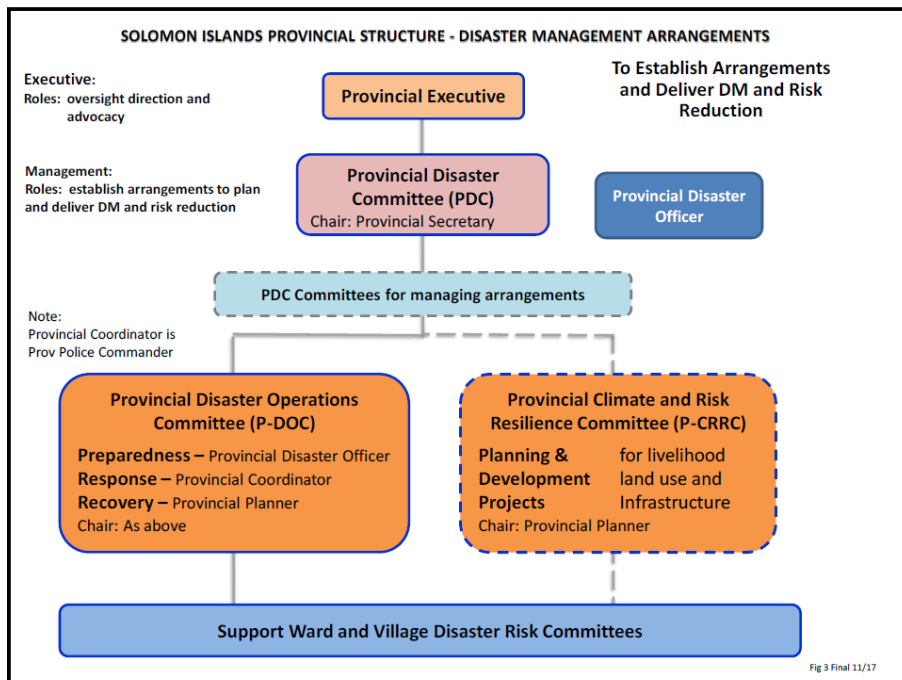 SOLOMON ISLANDS PROVINCIAL STRUCTURE - DISASTER MANAGEMENT ARRANGEMENTS
Executive:
Roles: oversight direction and
advocacy
Provincial Executive
To Establish Arrangements
and Deliver DM and Risk
Reduction
Management:
Roles: establish arrangements to plan
and deliver DM and risk reduction
Provincial Disaster
Committee (PDC)
Chair: Provincial Secretary
Provincial Disaster
Officer
PDC Committees for managing arrangements
Note:
Provincial Coordinator is
Prov Police Commander
Provincial Disaster Operations
Committee (P-DOC)
Preparedness – Provincial Disaster Officer
Response – Provincial Coordinator
Recovery – Provincial Planner
Chair: As above
Provincial Climate and Risk
Resilience Committee (P-CRRC)
Planning & for livelihood
Development land use and
Projects Infrastructure
Chair: Provincial Planner
Support Ward and Village Disaster Risk Committees
Fig 3 Final 11/17